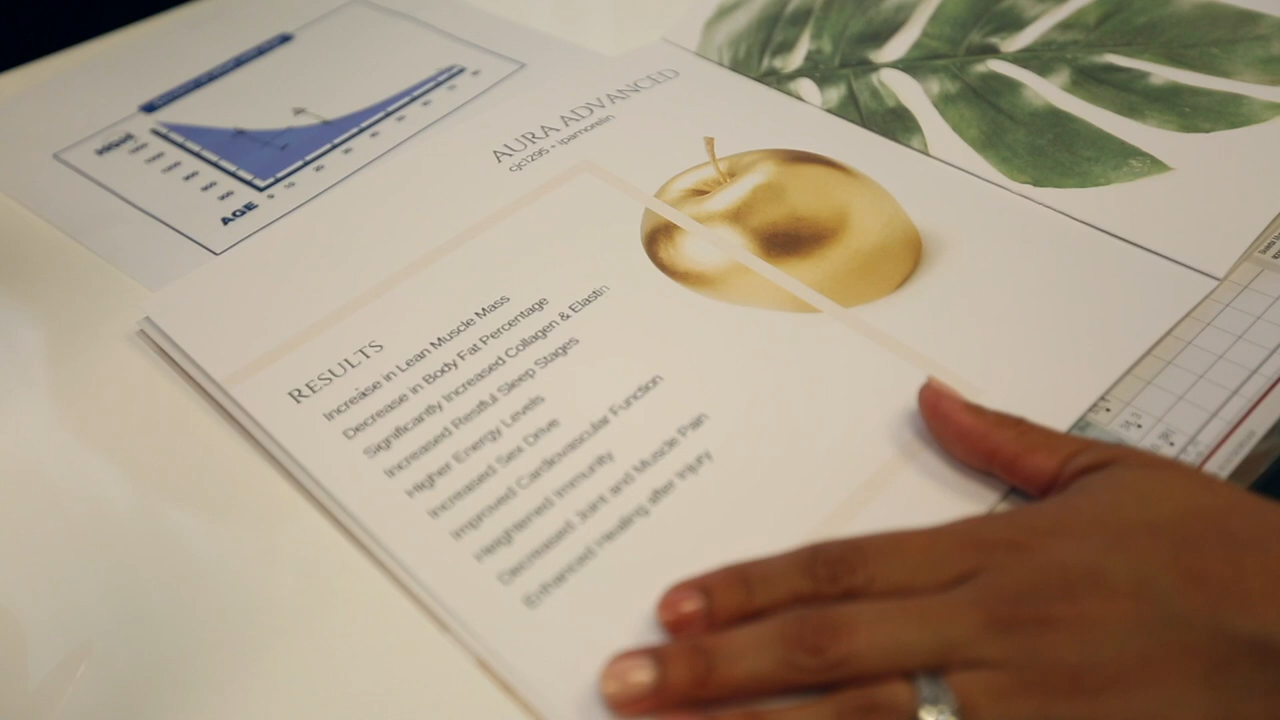 AGE
AURA ADVANCED
cjc1295 + ipamorelin
RESULTS
Increase in Lean Muscle Mass
Decrease in Body Fat Percentage
Significantly Increased Collagen & Elastin
Increased Restful Sleep Stages
Higher Energy Levels
Increased Sex Drive
Improved Cardiovascular Function
Heightened Immunity
Decreased Joint and Muscle Pain
Enhanced Healing after Injury